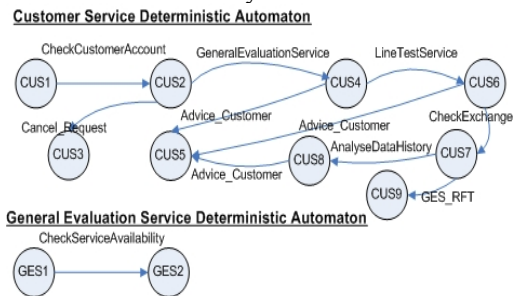 Customer Service Deterministic Automaton
CheckCustomerAccount
GeneralEvaluationService
LineTestService
CUS1
CUS2
CUS4
CUS6
Advice_Customer
CheckExchange
Cancel_Request
Advice_Customer
CUS3
CUS5
CUS8
AnalyseDataHistory
CUS7
Advice_Customer
CUS9
GES_RFT
General Evaluation Service Deterministic Automaton
CheckServiceAvailability
GES1
GES2